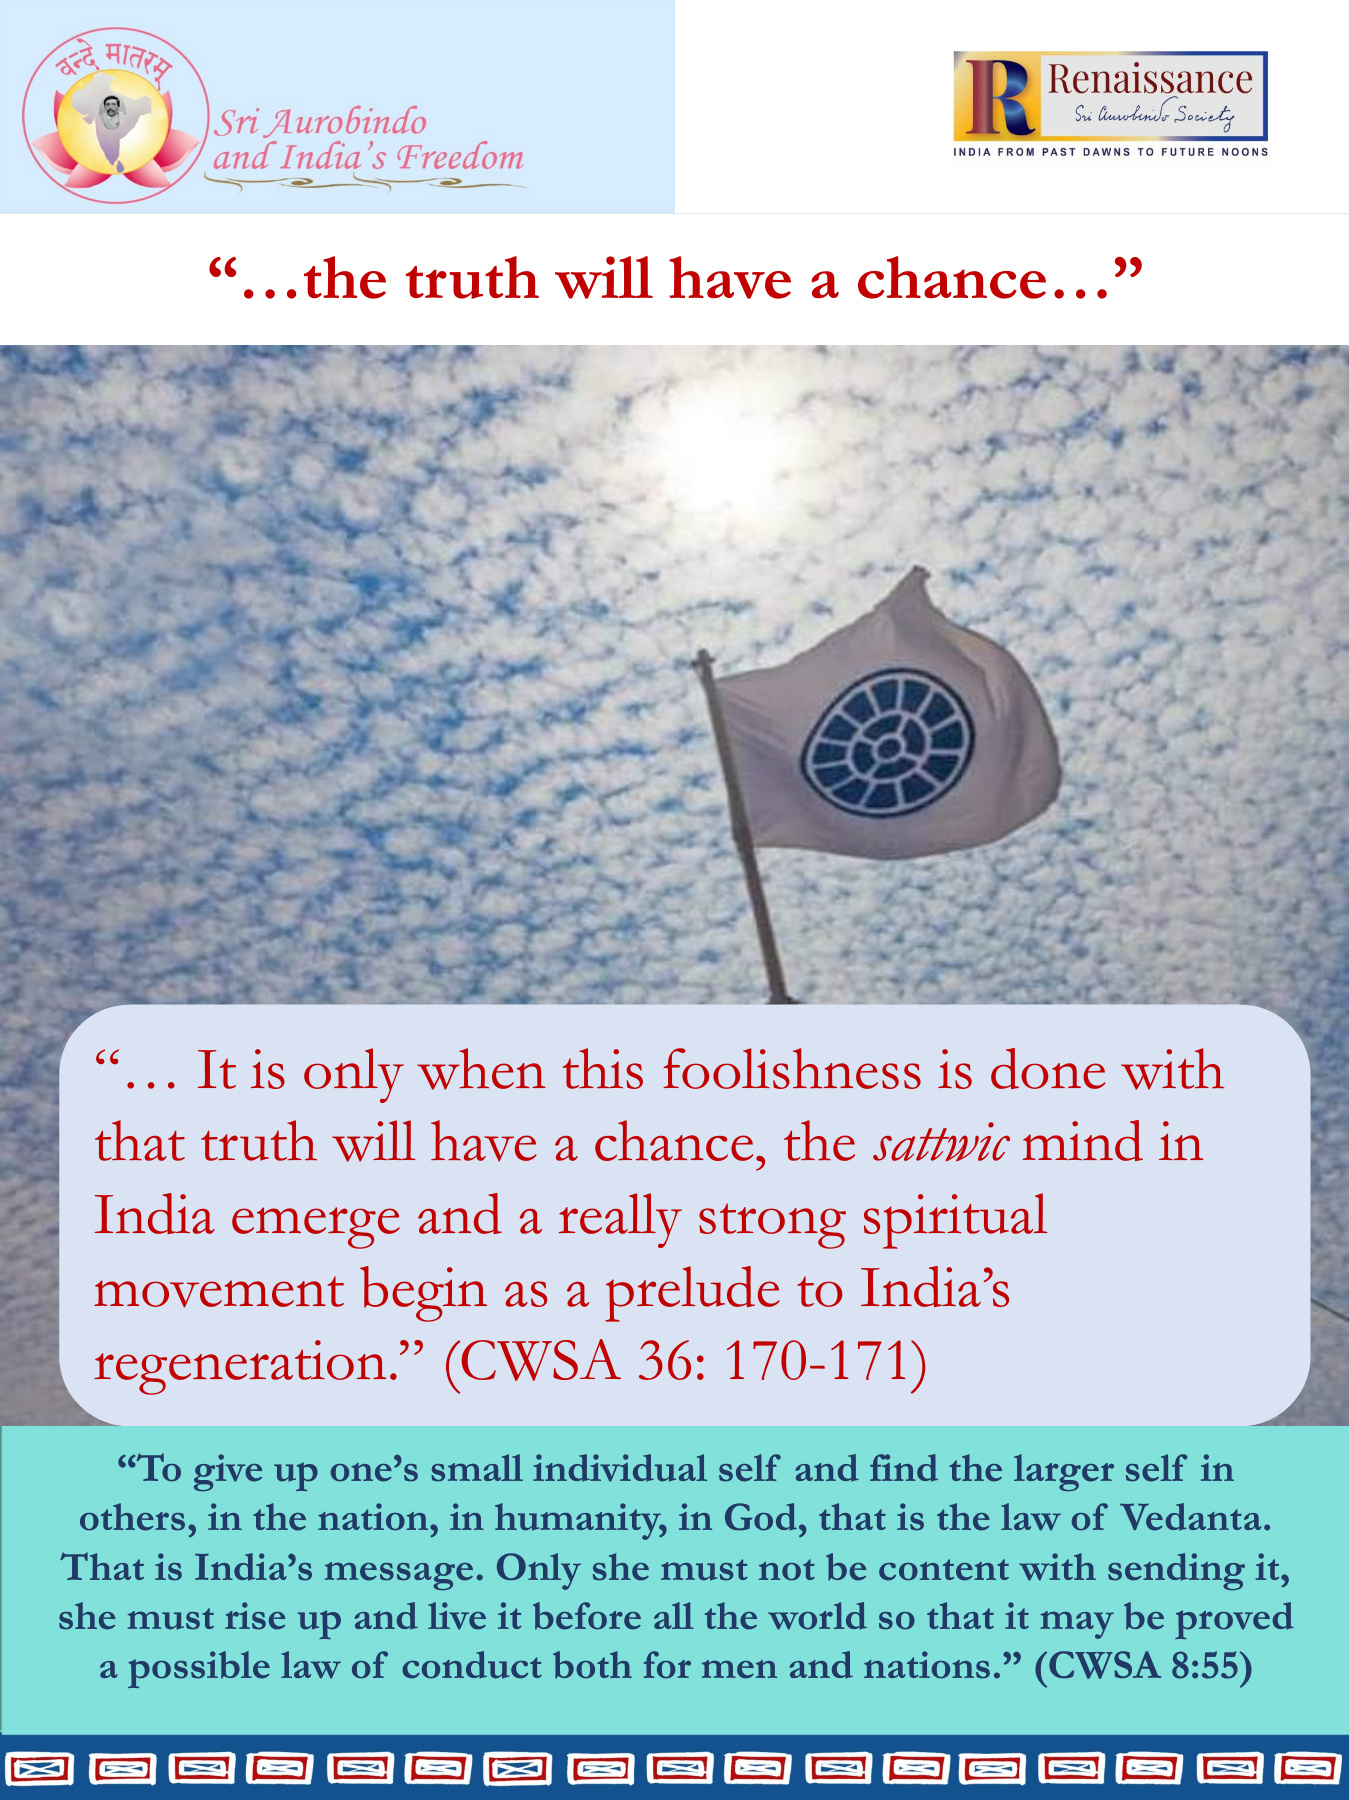 वन्दे मातरम्
Sri Aurobindo
and India's Freedom
R Renaissance
Sri Aurobindo Society
INDIA FROM PAST DAWNS TO FUTURE NOONS
“…the truth will have a chance…”
“… It is only when this foolishness is done with
that truth will have a chance, the sattwic mind in
India emerge and a really strong spiritual
movement begin as a prelude to India’s
regeneration.” (CWSA 36: 170-171)
“To give up one’s small individual self and find the larger self in
others, in the nation, in humanity, in God, that is the law of Vedanta.
That is India’s message. Only she must not be content with sending it,
she must rise up and live it before all the world so that it may be proved
a possible law of conduct both for men and nations.” (CWSA 8:55)